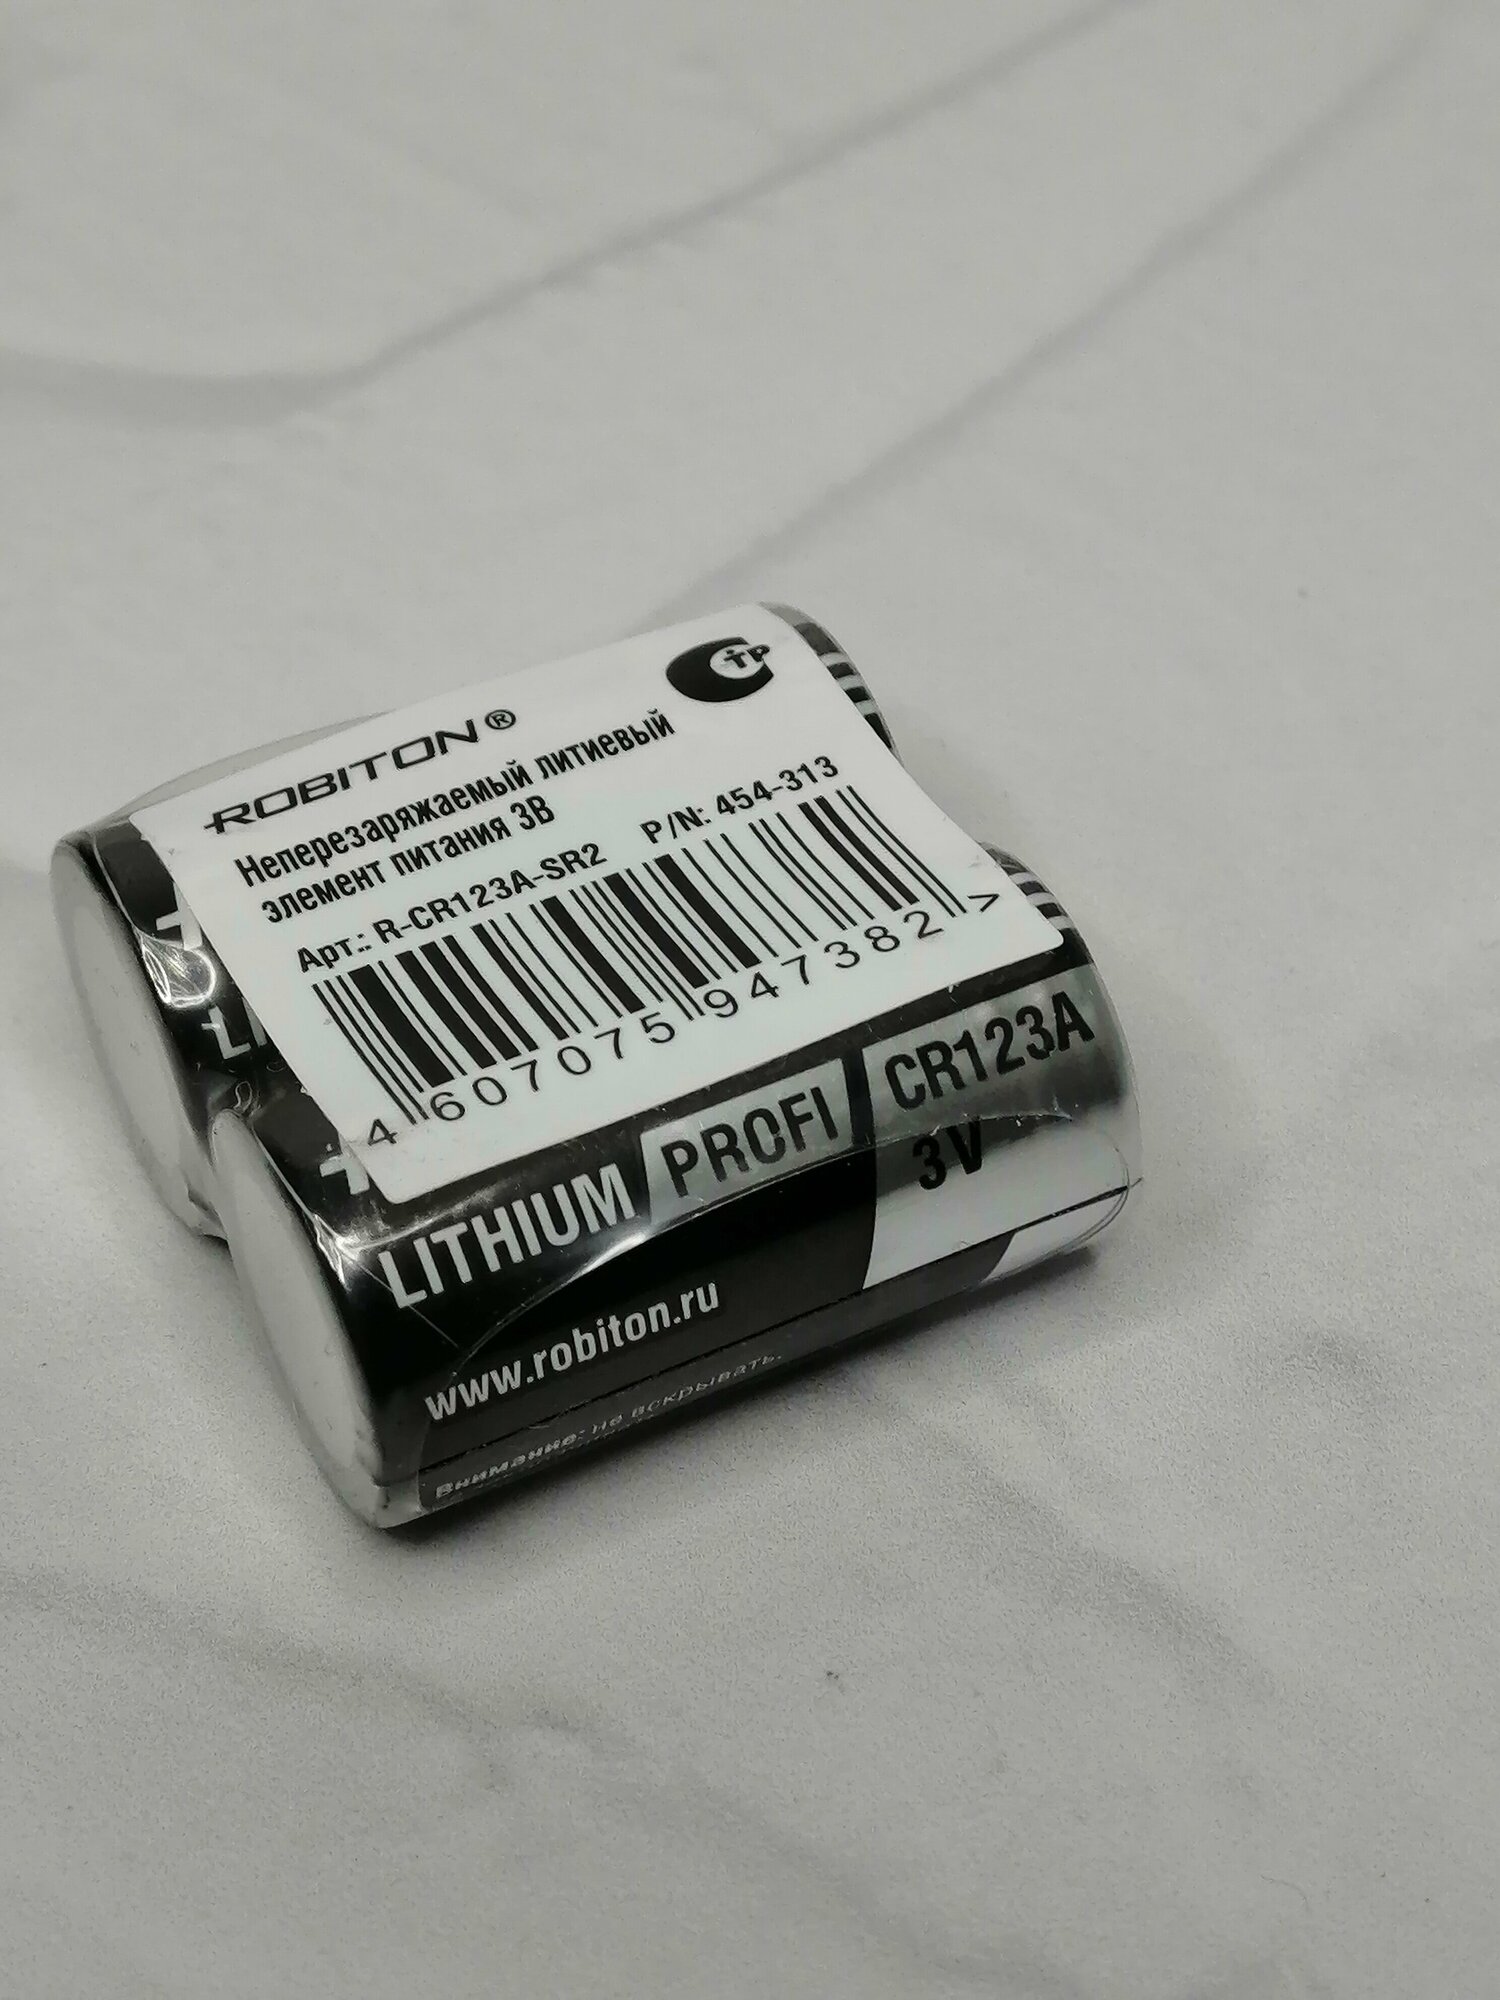 ROBITON®
Неперезаряжаемый литиевый
элемент питания 3В
Арт.: R-CR123A-SR2 P/N: 454-313
4 607075 947382 >
LITHIUM PROFI CR123A
3V
www.robiton.ru
Внимание: не вскрывать.